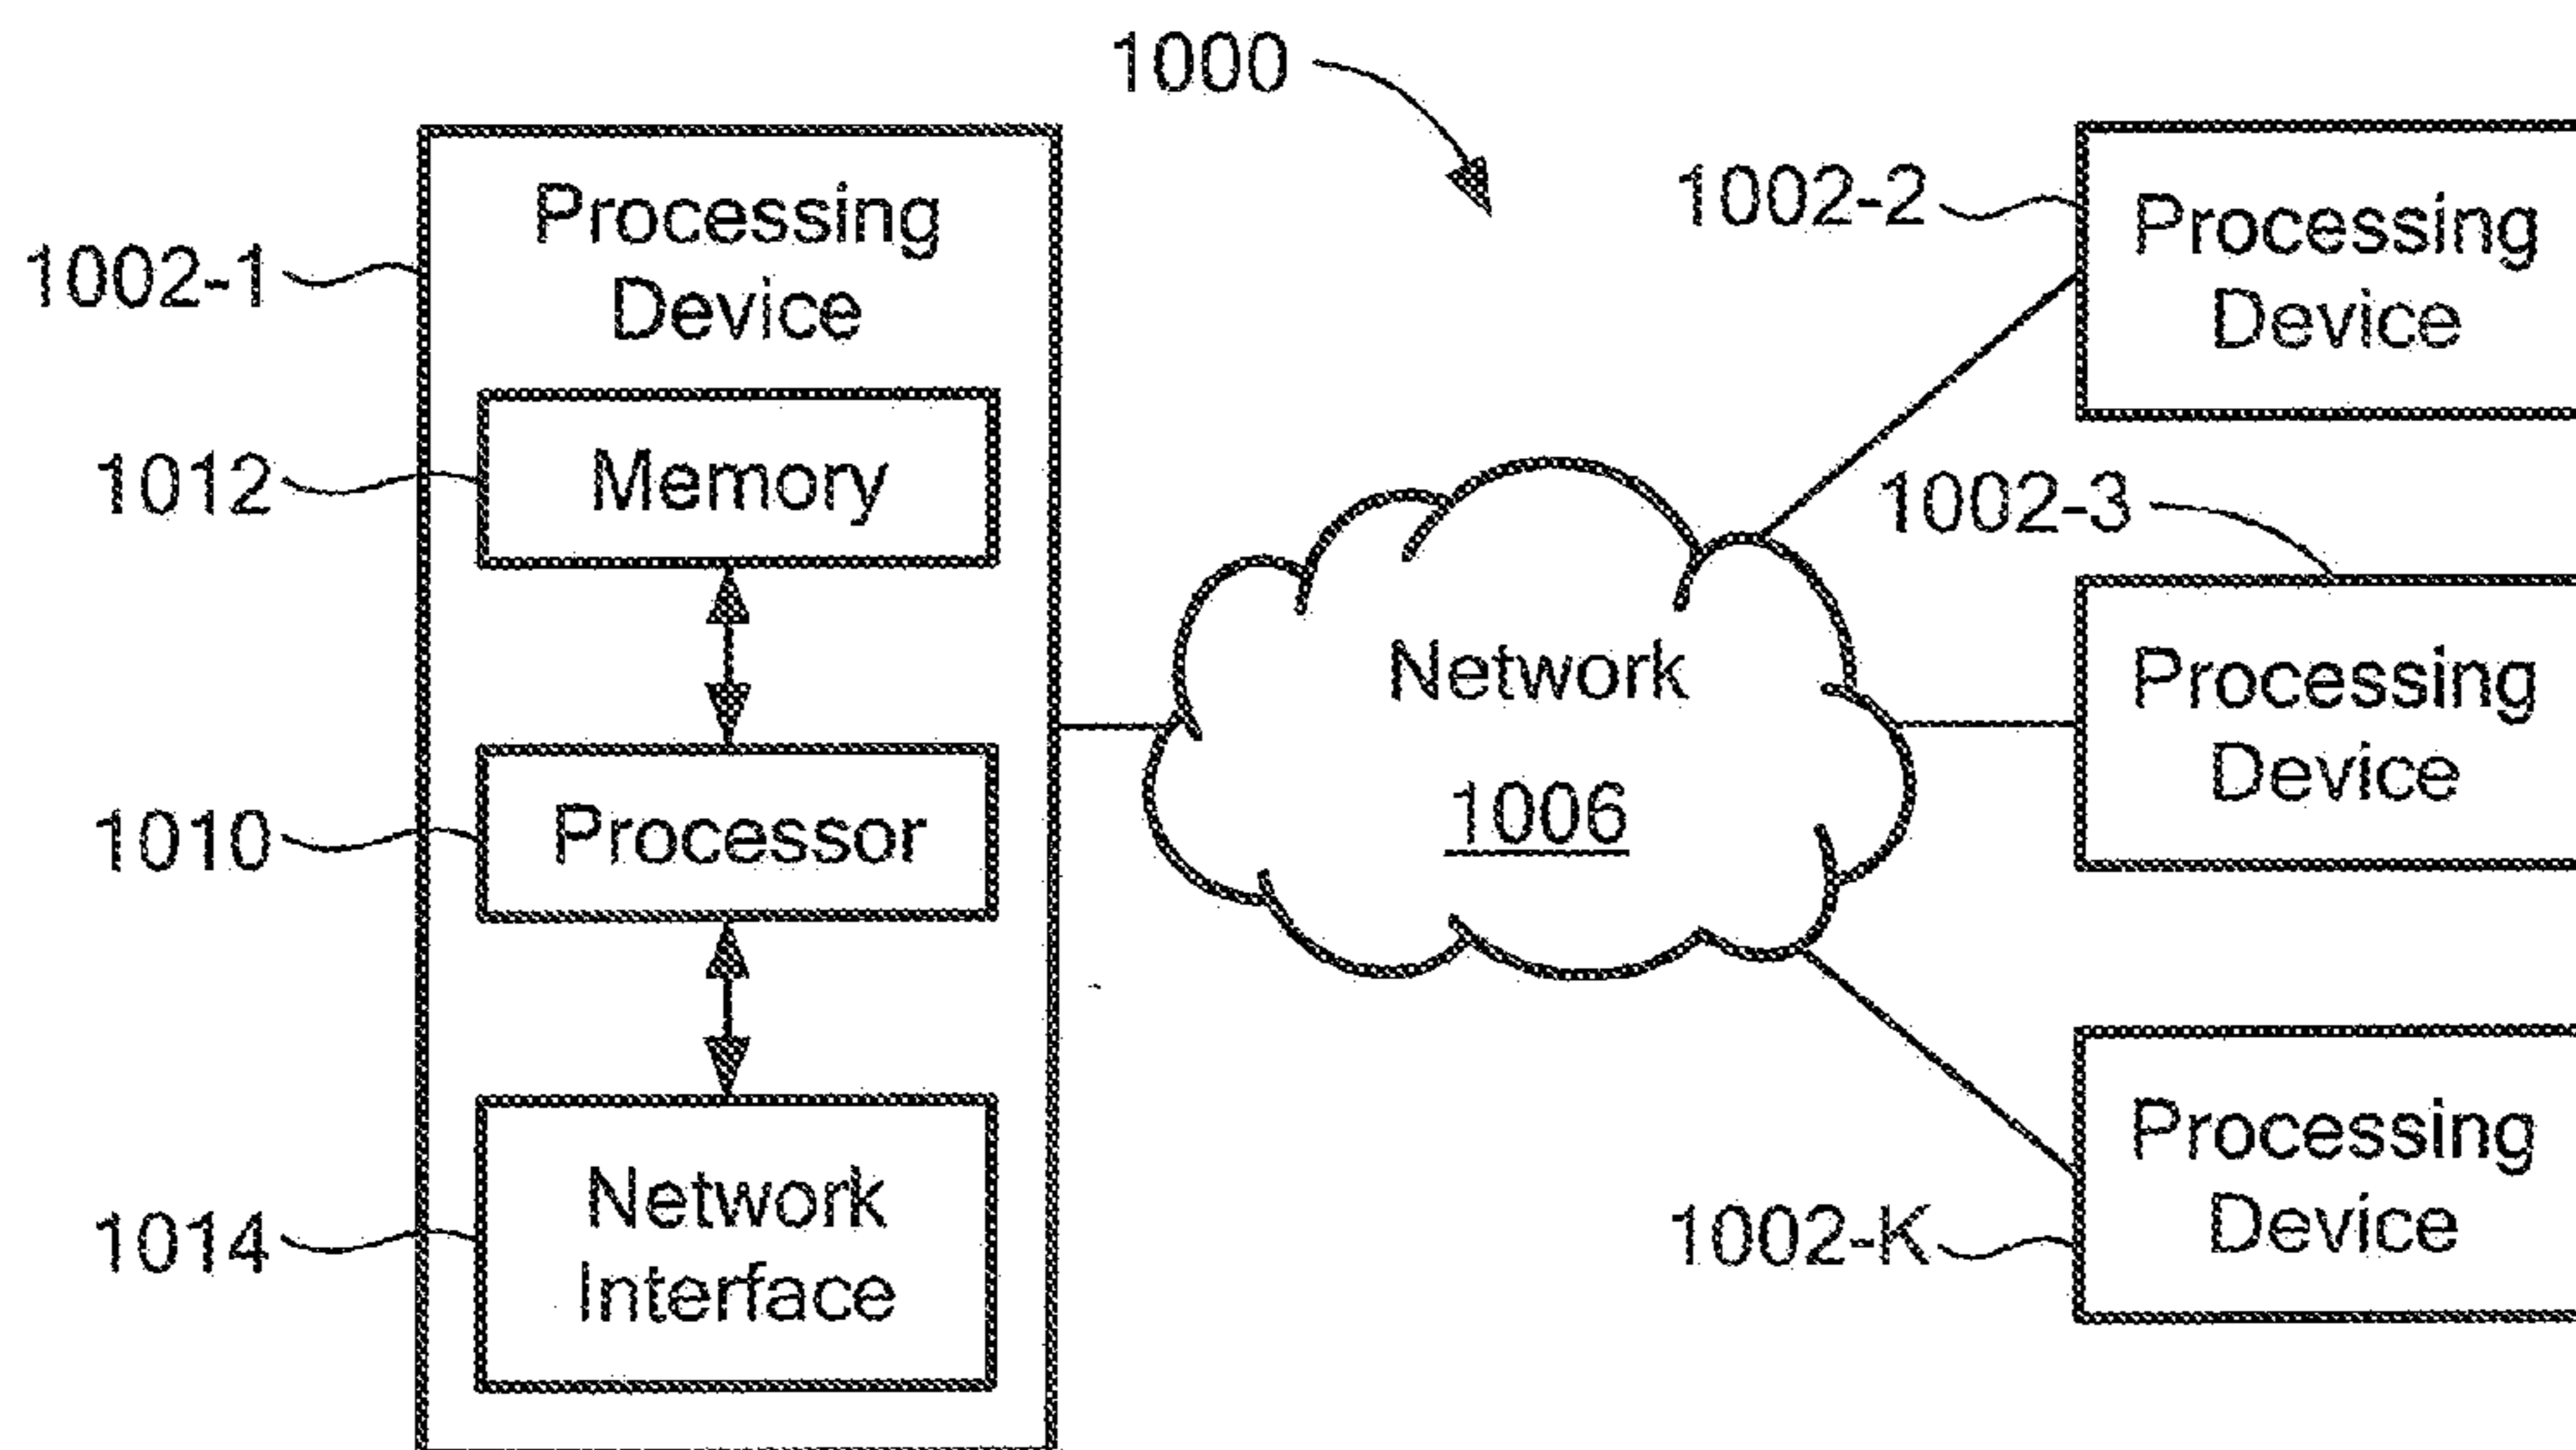 1000
1002-1
Processing
Device
1012
Memory
1010
Processor
1014
Network
Interface
Network
1006
1002-2
Processing
Device
1002-3
Processing
Device
1002-K
Processing
Device